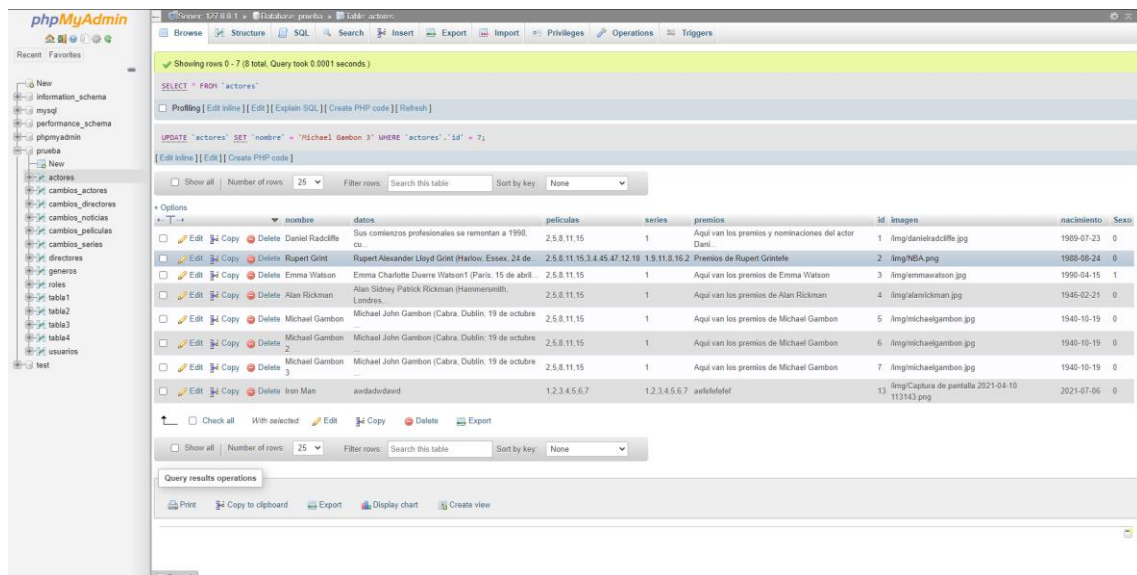 phpMyAdmin
Recent Favorites
New
information_schema
mysql
performance_schema
phpmyadmin
prueba
New
actores
cambios_actores
cambios_directores
cambios_noticias
cambios_peliculas
cambios_series
directores
generos
roles
tabla1
tabla2
tabla3
tabla4
usuarios
test
Server: 127.0.0.1 » Database: prueba » Table: actores
Browse Structure SQL Search Insert Export Import Privileges Operations Triggers
Showing rows 0 - 7 (8 total, Query took 0.0001 seconds.)
SELECT * FROM `actores`
Profiling [ Edit inline ] [ Edit ] [ Explain SQL ] [ Create PHP code ] [ Refresh ]
UPDATE `actores` SET `nombre` = 'Michael Gambon 3' WHERE `actores`.`id` = 7;
[ Edit inline ] [ Edit ] [ Create PHP code ]
Show all | Number of rows: 25 Filter rows: Search this table Sort by key: None
+ Options
←T→ nombre datos peliculas series premios id imagen nacimiento Sexo
Edit Copy Delete Daniel Radcliffe Sus comienzos profesionales se remontan a 1998, cu... 2,5,8,11,15 1 Aqui van los premios y nominaciones del actor Dani... 1 /img/danielradcliffe.jpg 1989-07-23 0
Edit Copy Delete Rupert Grint Rupert Alexander Lloyd Grint (Harlow, Essex, 24 de... 2,5,8,11,15,3,4,45,47,12,10 1,9,11,8,16,2 Premios de Rupert Grintefe 2 /img/NBA.png 1988-08-24 0
Edit Copy Delete Emma Watson Emma Charlotte Duerre Watson1 (París, 15 de abril... 2,5,8,11,15 1 Aqui van los premios de Emma Watson 3 /img/emmawatson.jpg 1990-04-15 1
Edit Copy Delete Alan Rickman Alan Sidney Patrick Rickman (Hammersmith, Londres,... 2,5,8,11,15 1 Aqui van los premios de Alan Rickman 4 /img/alanrickman.jpg 1946-02-21 0
Edit Copy Delete Michael Gambon Michael John Gambon (Cabra, Dublín; 19 de octubre ... 2,5,8,11,15 1 Aqui van los premios de Michael Gambon 5 /img/michaelgambon.jpg 1940-10-19 0
Edit Copy Delete Michael Gambon 2 Michael John Gambon (Cabra, Dublín; 19 de octubre ... 2,5,8,11,15 1 Aqui van los premios de Michael Gambon 6 /img/michaelgambon.jpg 1940-10-19 0
Edit Copy Delete Michael Gambon 3 Michael John Gambon (Cabra, Dublín; 19 de octubre ... 2,5,8,11,15 1 Aqui van los premios de Michael Gambon 7 /img/michaelgambon.jpg 1940-10-19 0
Edit Copy Delete Iron Man awdadwdawd 1,2,3,4,5,6,7 1,2,3,4,5,6,7 aefefefefef 13 /img/Captura de pantalla 2021-04-10 113143.png 2021-07-06 0
Check all With selected: Edit Copy Delete Export
Show all | Number of rows: 25 Filter rows: Search this table Sort by key: None
Query results operations
Print Copy to clipboard Export Display chart Create view